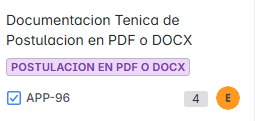 Documentacion Tenica de
Postulacion en PDF o DOCX
POSTULACION EN PDF O DOCX
APP-96 4 E